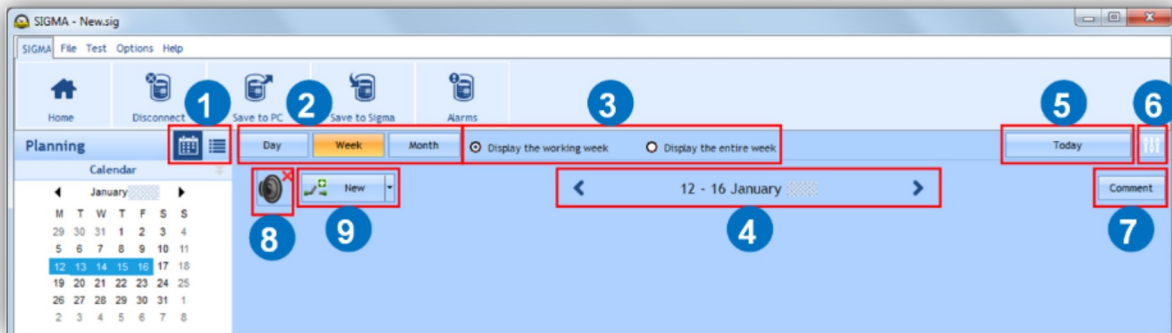 SIGMA - New.sig
SIGMA File Test Options Help
Home Disconnect Save to PC Save to Sigma Alarms
1 2 3 5 6
Planning Day Week Month Display the working week Display the entire week Today
Calendar
January
New 12 - 16 January Comment
M T W T F S S
8 9 4 7
29 30 31 1 2 3 4
5 6 7 8 9 10 11
12 13 14 15 16 17 18
19 20 21 22 23 24 25
26 27 28 29 30 31 1
2 3 4 5 6 7 8